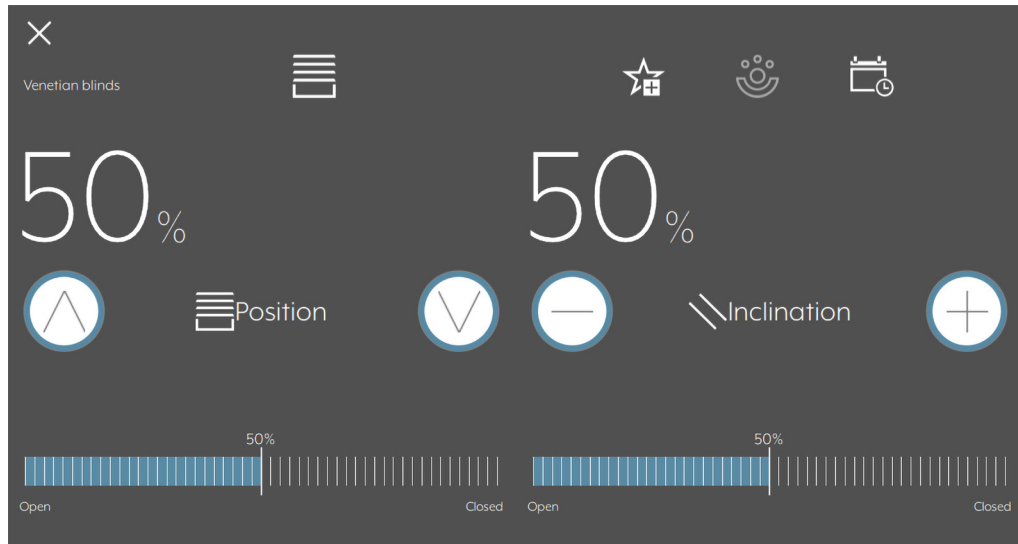 Venetian blinds
50%
50%
Position
Inclination
50%
50%
Open
Closed
Open
Closed